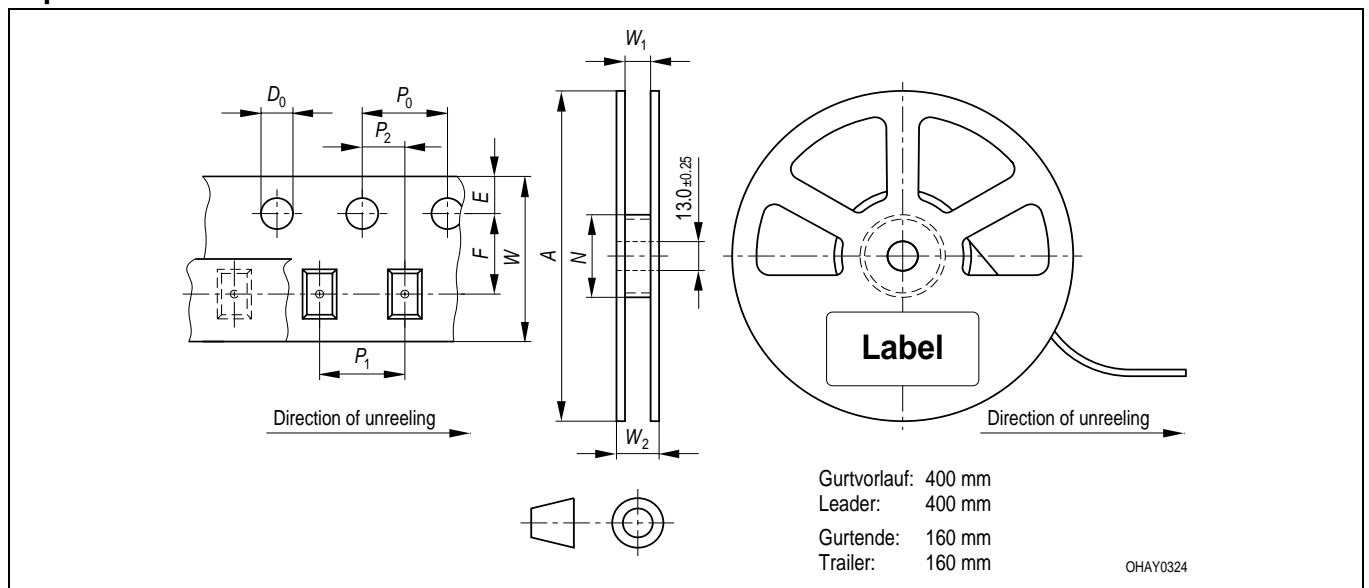 W1
D0
P0
P2
E
F
W
A
N
13.0 ±0.25
P1
W2
Label
Direction of unreeling
Direction of unreeling
Gurtvorlauf: 400 mm
Leader: 400 mm
Gurtende: 160 mm
Trailer: 160 mm
OHAY0324